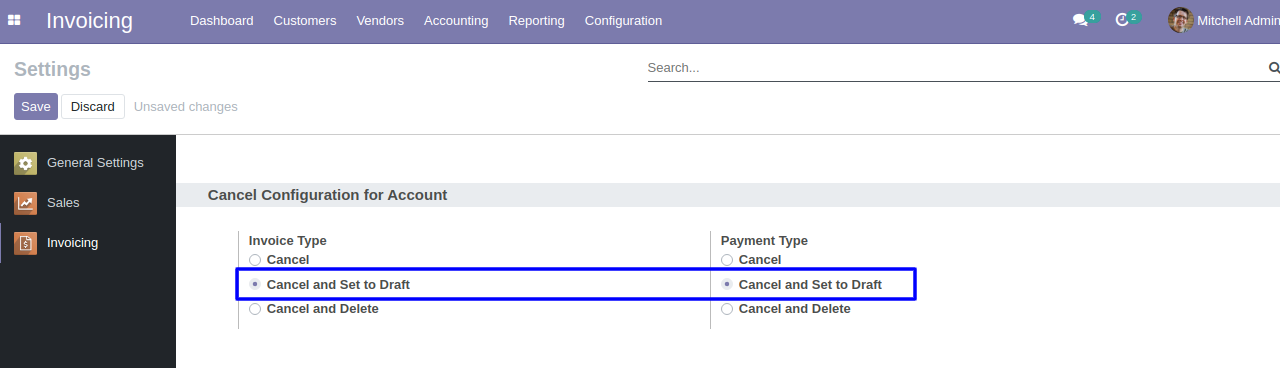 Invoicing Dashboard Customers Vendors Accounting Reporting Configuration 4 2 Mitchell Admin
Settings Search...
Save Discard Unsaved changes
General Settings
Sales
Invoicing
Cancel Configuration for Account
Invoice Type Payment Type
Cancel Cancel
Cancel and Set to Draft Cancel and Set to Draft
Cancel and Delete Cancel and Delete